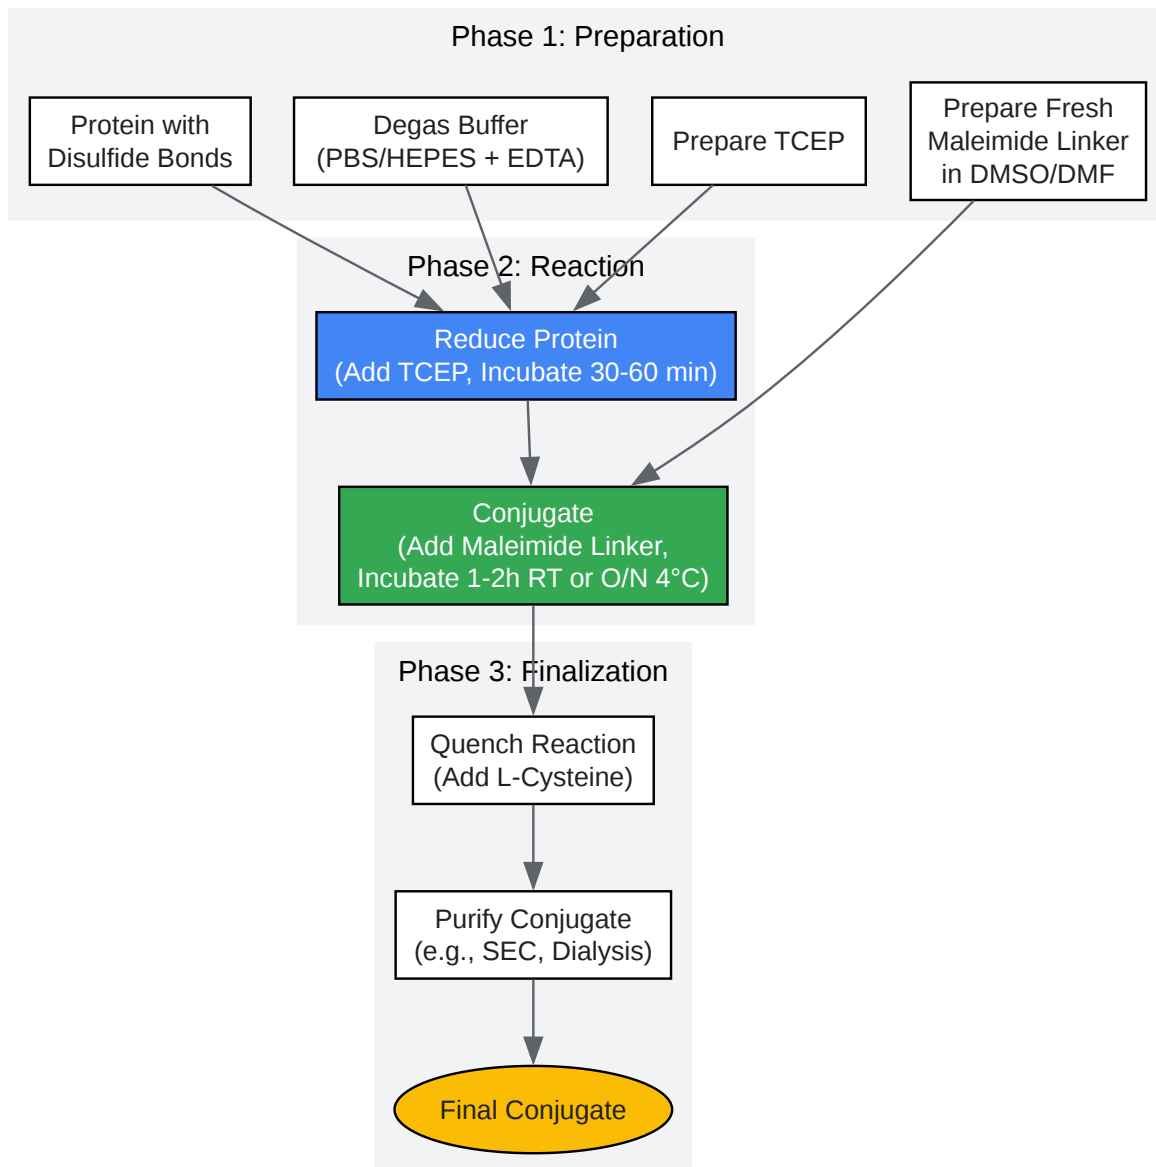 Phase 1: Preparation
Protein with
Disulfide Bonds
Degas Buffer
(PBS/HEPES + EDTA)
Prepare TCEP
Prepare Fresh
Maleimide Linker
in DMSO/DMF
Phase 2: Reaction
Reduce Protein
(Add TCEP, Incubate 30-60 min)
Conjugate
(Add Maleimide Linker,
Incubate 1-2h RT or O/N 4°C)
Phase 3: Finalization
Quench Reaction
(Add L-Cysteine)
Purify Conjugate
(e.g., SEC, Dialysis)
Final Conjugate